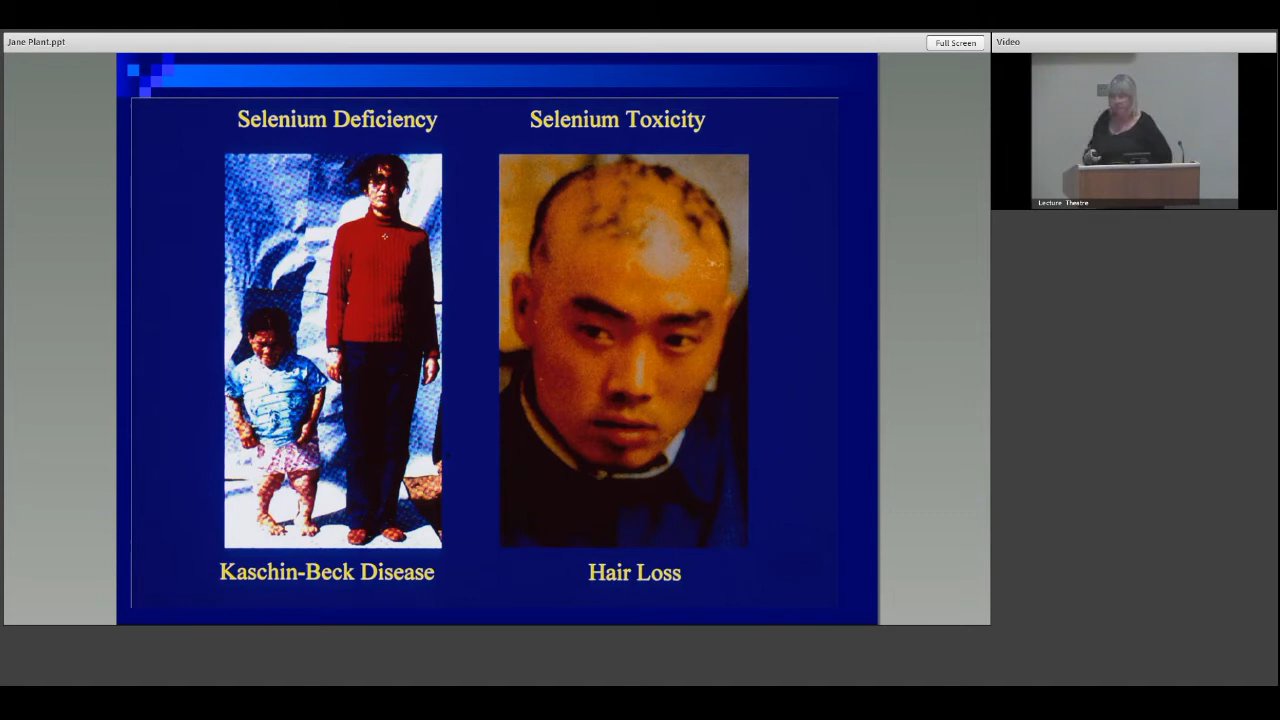 Jane Plant.ppt
Full Screen
Video
Selenium Deficiency
Selenium Toxicity
Lecture Theatre
Kaschin-Beck Disease
Hair Loss